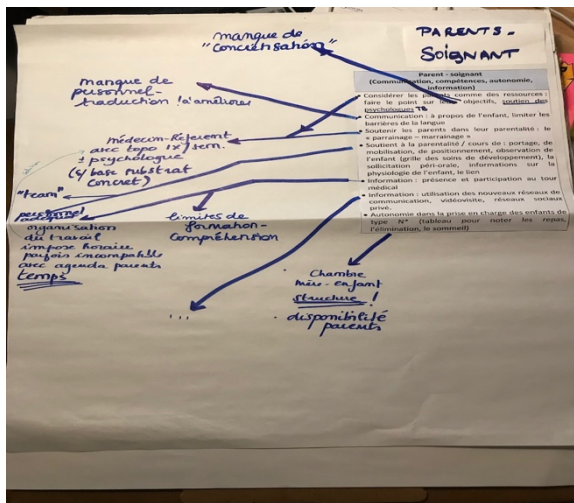 PARENTS -
SOIGNANT
manque de
"Concrétisation"
manque de
personnel -
traduction ! à améliorer
Médecin-Référent
avec topo 1x/sem.
± psychologue
(s/ base substrat
concret)
"team"
personnel
organisation
du travail
impose horaire
parfois incompatible
avec agenda parents
temps
limites de
formation-
Compréhension
...
Chambre
Mère-enfant
structure !
disponibilité
parents
Parent - soignant
(Communication, compétences, autonomie,
information)
Considérer les parents comme des ressources :
faire le point sur les objectifs, soutien des
psychologues TB
Communication : à propos de l'enfant, limiter les
barrières de la langue
Soutenir les parents dans leur parentalité : le
« parrainage – marrainage »
Soutient à la parentalité / cours de : portage, de
mobilisation, de positionnement, observation de
l'enfant (grille des soins de développement), la
sollicitation péri-orale, informations sur la
physiologie de l'enfant, le lien
Information : présence et participation au tour
médical
Information : utilisation des nouveaux réseaux de
communication, vidéovisite, réseaux sociaux
privé.
Autonomie dans la prise en charge des enfants de
type N* (tableau pour noter les repas,
l'élimination, le sommeil)